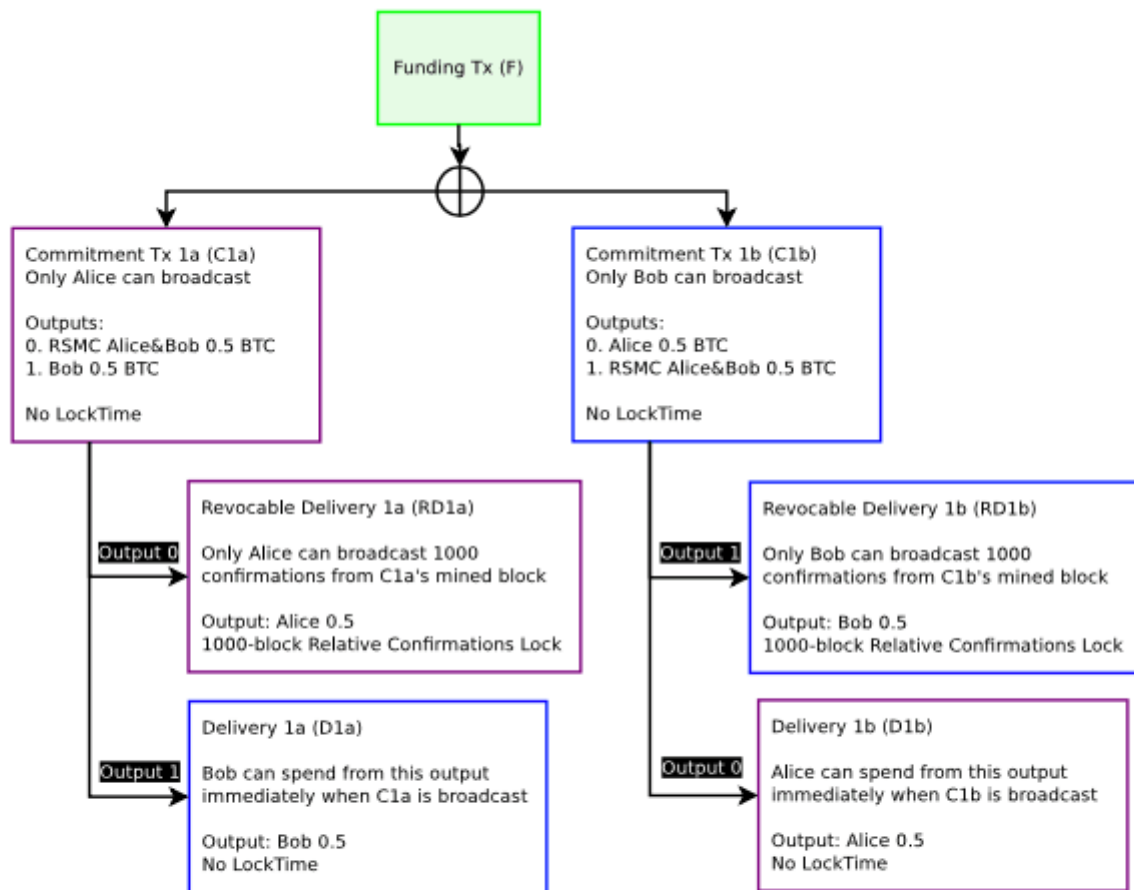 Funding Tx (F)
Commitment Tx 1a (C1a)
Only Alice can broadcast
Outputs:
0. RSMC Alice&Bob 0.5 BTC
1. Bob 0.5 BTC
No LockTime
Commitment Tx 1b (C1b)
Only Bob can broadcast
Outputs:
0. Alice 0.5 BTC
1. RSMC Alice&Bob 0.5 BTC
No LockTime
Output 0
Revocable Delivery 1a (RD1a)
Only Alice can broadcast 1000
confirmations from C1a's mined block
Output: Alice 0.5
1000-block Relative Confirmations Lock
Output 1
Revocable Delivery 1b (RD1b)
Only Bob can broadcast 1000
confirmations from C1b's mined block
Output: Bob 0.5
1000-block Relative Confirmations Lock
Output 1
Delivery 1a (D1a)
Bob can spend from this output
immediately when C1a is broadcast
Output: Bob 0.5
No LockTime
Output 0
Delivery 1b (D1b)
Alice can spend from this output
immediately when C1b is broadcast
Output: Alice 0.5
No LockTime